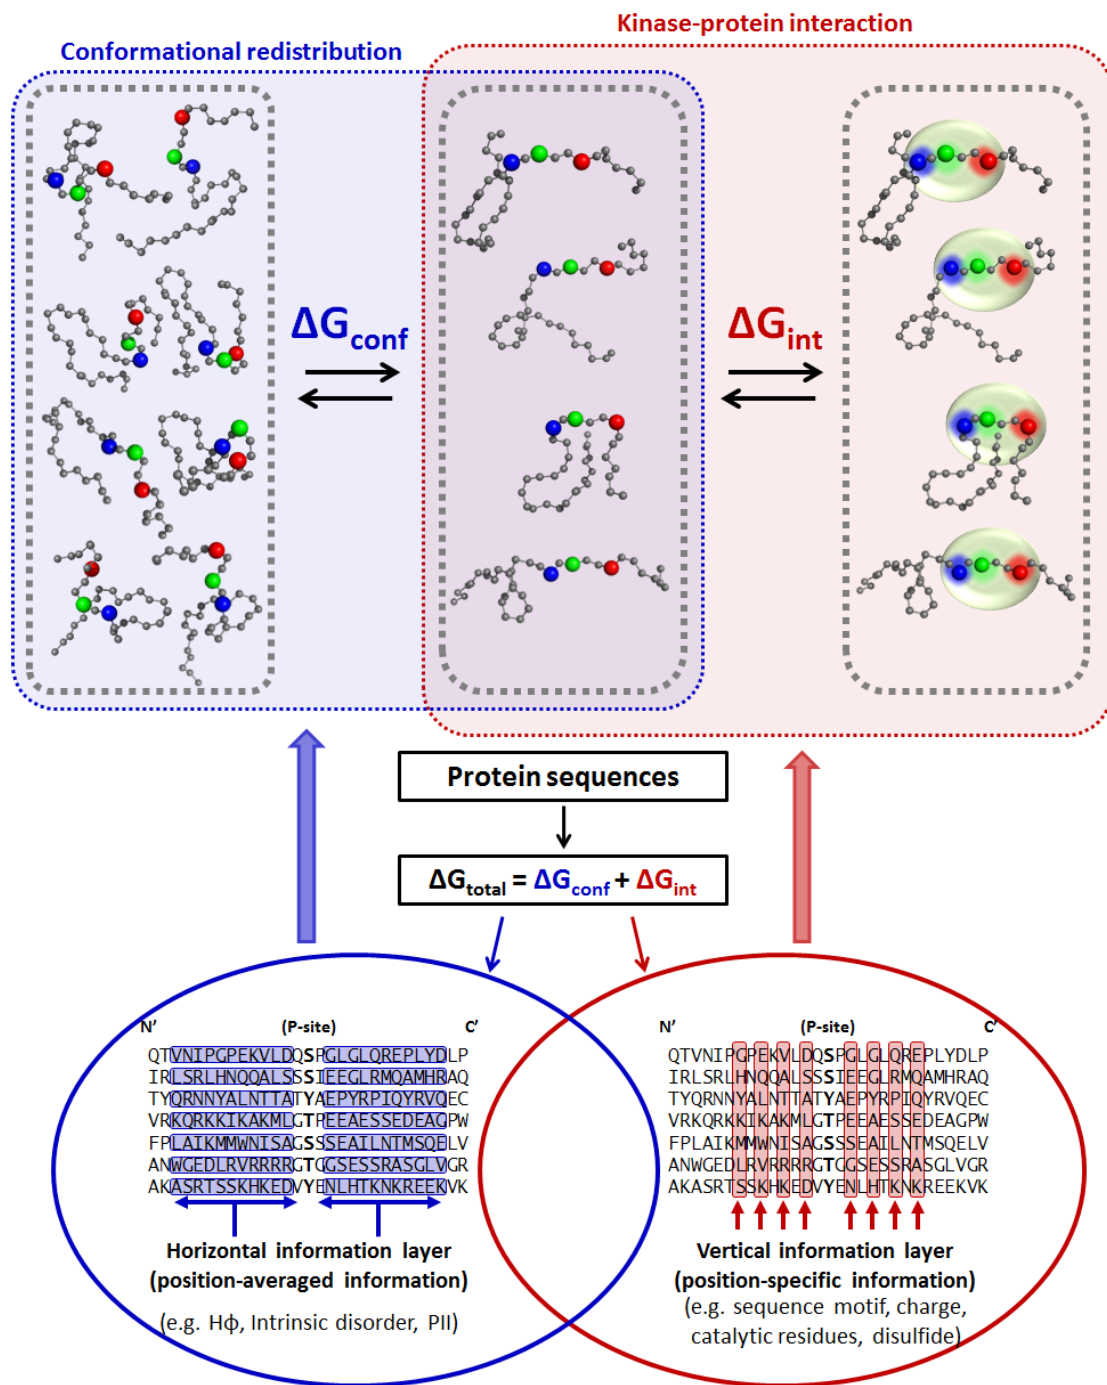 Kinase-protein interaction
Conformational redistribution
ΔGconf
ΔGint
Protein sequences
ΔGtotal = ΔGconf + ΔGint
N’ (P-site) C’
QTVNIPGPEKVLDQSPGLGLQREPLYDLP
IRLSRLHNQQALSSSIEEGLRMQAMHRAQ
TYQRNNYALNTTATYAEPYRPIQYRVQEC
VRKQRKKIKAKMLGTPEEAESSEDEAGPW
FPLAIKMMWNISAGSSSEAILNTMSQELV
ANWGEDLRVRRRRGTGGSESSRASGLVGR
AKASRTSSKHKEDVYENLHTKNKREEKVK
Horizontal information layer
(position-averaged information)
(e.g. Hϕ, Intrinsic disorder, PII)
N’ (P-site) C’
QTVNIPGPEKVLDQSPGLGLQREPLYDLP
IRLSRLHNQQALSSSIEEGLRMQAMHRAQ
TYQRNNYALNTTATYAEPYRPIQYRVQEC
VRKQRKKIKAKMLGTPEEAESSEDEAGPW
FPLAIKMMWNISAGSSSEAILNTMSQELV
ANWGEDLRVRRRRGTGGSESSRASGLVGR
AKASRTSSKHKEDVYENLHTKNKREEKVK
Vertical information layer
(position-specific information)
(e.g. sequence motif, charge,
catalytic residues, disulfide)